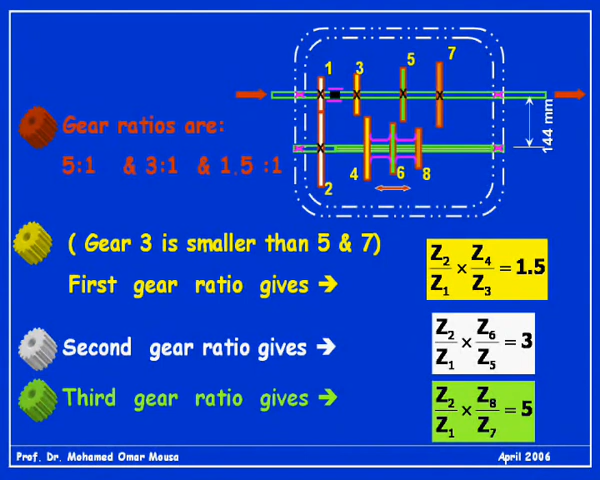 1 3 5 7
144 mm
Gear ratios are:
5:1 & 3:1 & 1.5 :1
2 4 6 8
( Gear 3 is smaller than 5 & 7)
First gear ratio gives →
Z₂/Z₁ × Z₄/Z₃ = 1.5
Second gear ratio gives →
Z₂/Z₁ × Z₆/Z₅ = 3
Third gear ratio gives →
Z₂/Z₁ × Z₈/Z₇ = 5
Prof. Dr. Mohamed Omar Mousa
April 2006